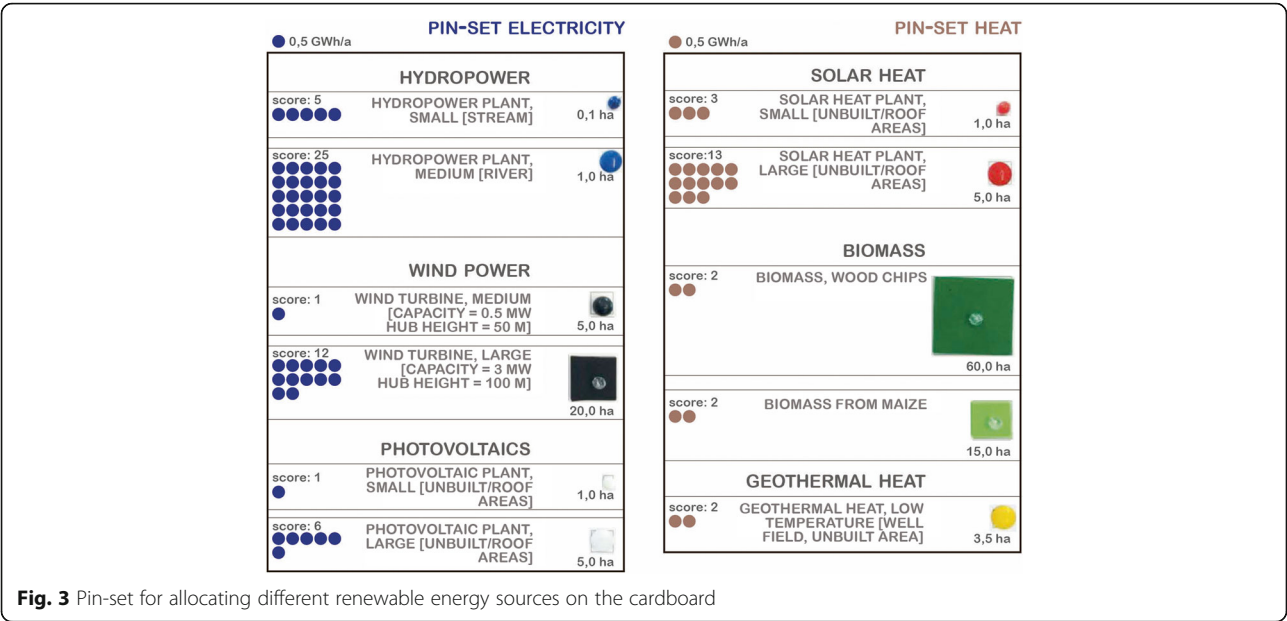 PIN-SET ELECTRICITY
0,5 GWh/a
HYDROPOWER
score: 5
HYDROPOWER PLANT,
SMALL [STREAM]
0,1 ha
score: 25
HYDROPOWER PLANT,
MEDIUM [RIVER]
1,0 ha
WIND POWER
score: 1
WIND TURBINE, MEDIUM
[CAPACITY = 0.5 MW
HUB HEIGHT = 50 M]
5,0 ha
score: 12
WIND TURBINE, LARGE
[CAPACITY = 3 MW
HUB HEIGHT = 100 M]
20,0 ha
PHOTOVOLTAICS
score: 1
PHOTOVOLTAIC PLANT,
SMALL [UNBUILT/ROOF
AREAS]
1,0 ha
score: 6
PHOTOVOLTAIC PLANT,
LARGE [UNBUILT/ROOF
AREAS]
5,0 ha
PIN-SET HEAT
0,5 GWh/a
SOLAR HEAT
score: 3
SOLAR HEAT PLANT,
SMALL [UNBUILT/ROOF
AREAS]
1,0 ha
score:13
SOLAR HEAT PLANT,
LARGE [UNBUILT/ROOF
AREAS]
5,0 ha
BIOMASS
score: 2
BIOMASS, WOOD CHIPS
60,0 ha
score: 2
BIOMASS FROM MAIZE
15,0 ha
GEOTHERMAL HEAT
score: 2
GEOTHERMAL HEAT, LOW
TEMPERATURE [WELL
FIELD, UNBUILT AREA]
3,5 ha
Fig. 3 Pin-set for allocating different renewable energy sources on the cardboard